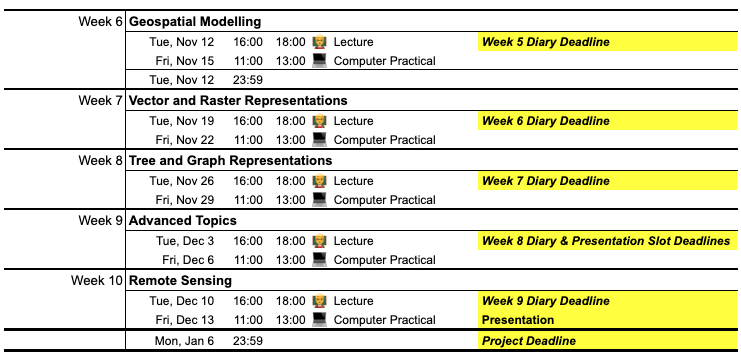 Week 6 Geospatial Modelling
Tue, Nov 12 16:00 18:00 Lecture Week 5 Diary Deadline
Fri, Nov 15 11:00 13:00 Computer Practical
Tue, Nov 12 23:59
Week 7 Vector and Raster Representations
Tue, Nov 19 16:00 18:00 Lecture Week 6 Diary Deadline
Fri, Nov 22 11:00 13:00 Computer Practical
Week 8 Tree and Graph Representations
Tue, Nov 26 16:00 18:00 Lecture Week 7 Diary Deadline
Fri, Nov 29 11:00 13:00 Computer Practical
Week 9 Advanced Topics
Tue, Dec 3 16:00 18:00 Lecture Week 8 Diary & Presentation Slot Deadlines
Fri, Dec 6 11:00 13:00 Computer Practical
Week 10 Remote Sensing
Tue, Dec 10 16:00 18:00 Lecture Week 9 Diary Deadline
Fri, Dec 13 11:00 13:00 Computer Practical Presentation
Mon, Jan 6 23:59 Project Deadline